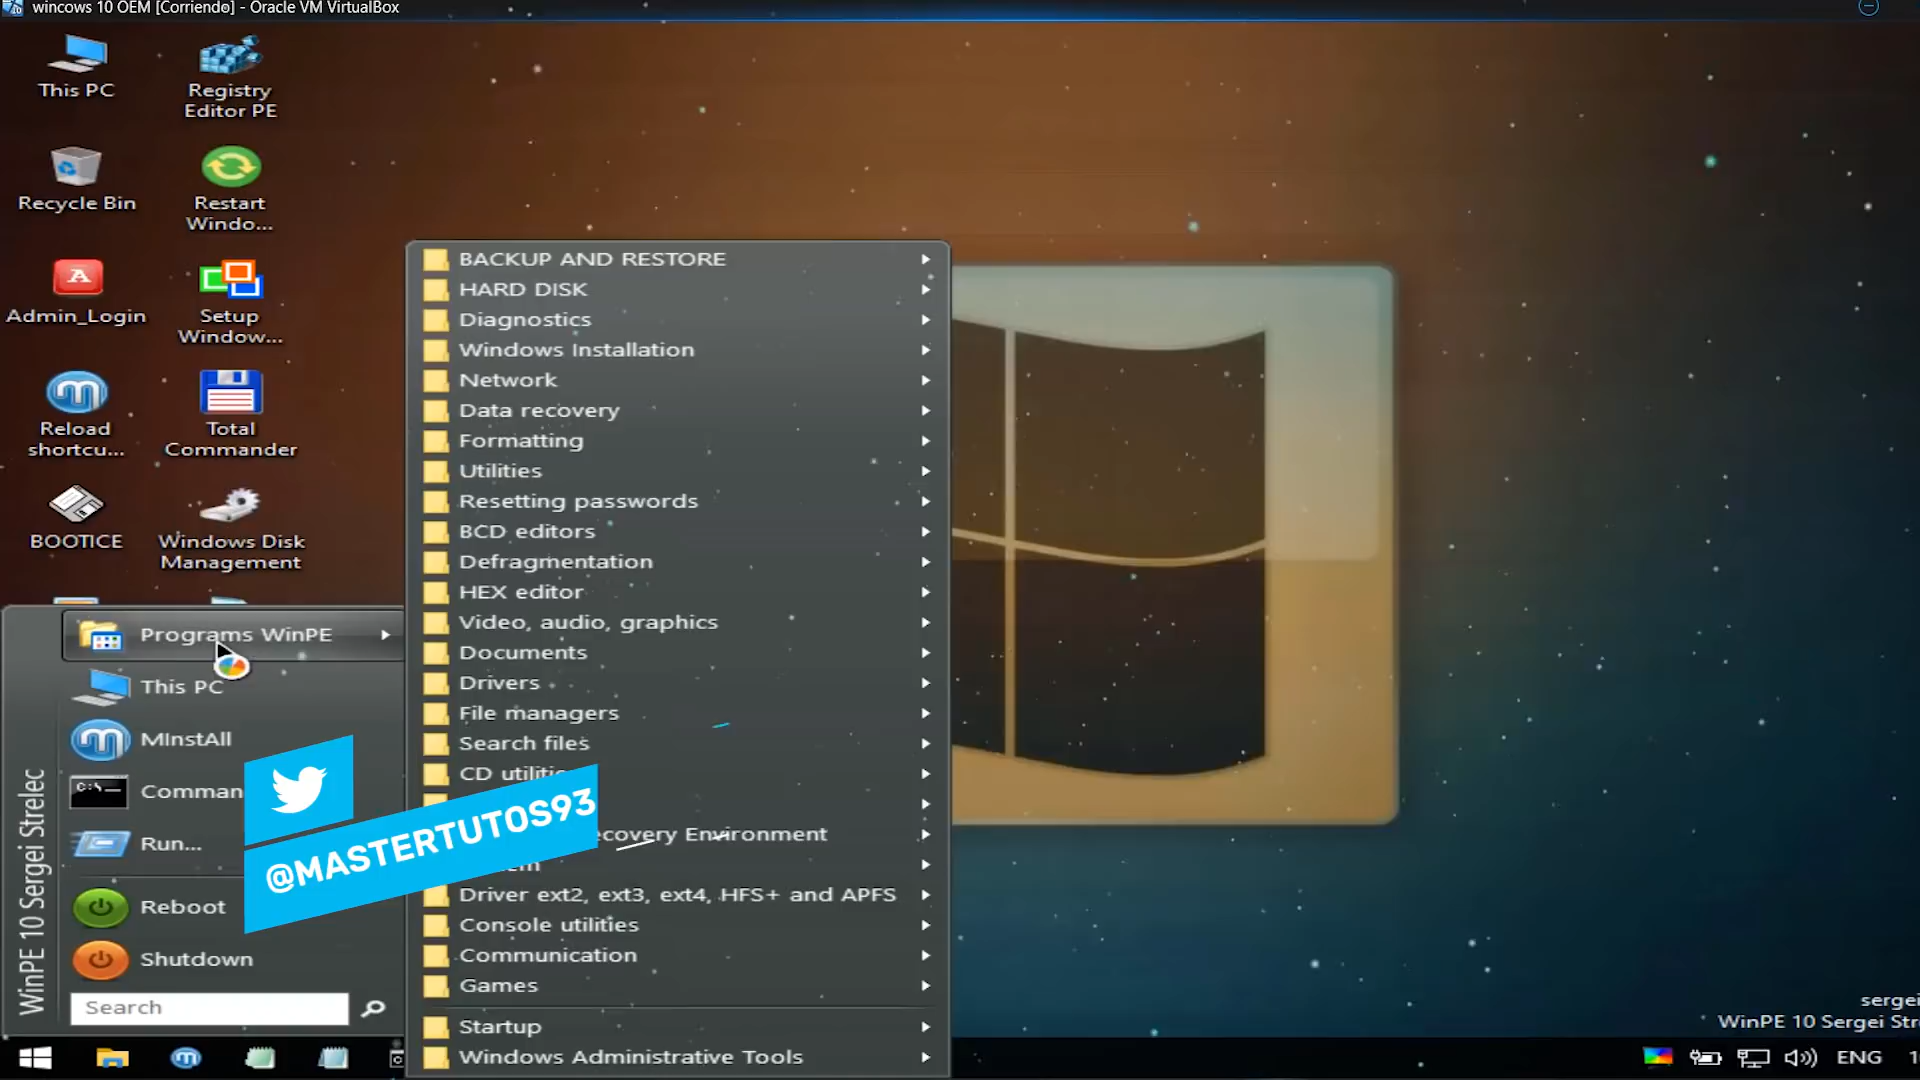 wincows 10 OEM [Corriendo] - Oracle VM VirtualBox
This PC
Registry
Editor PE
Recycle Bin
Restart
Windo...
Admin_Login
Setup
Window...
Reload
shortcu...
Total
Commander
BOOTICE
Windows Disk
Management
Programs WinPE
This PC
MInstAll
Comman
Run...
Reboot
Shutdown
Search
WinPE 10 Sergei Strelec
BACKUP AND RESTORE
HARD DISK
Diagnostics
Windows Installation
Network
Data recovery
Formatting
Utilities
Resetting passwords
BCD editors
Defragmentation
HEX editor
Video, audio, graphics
Documents
Drivers
File managers
Search files
CD utilitie
ecovery Environment
Driver ext2, ext3, ext4, HFS+ and APFS
Console utilities
Communication
Games
Startup
Windows Administrative Tools
@MASTERTUTOS93
sergei
WinPE 10 Sergei Stre
ENG